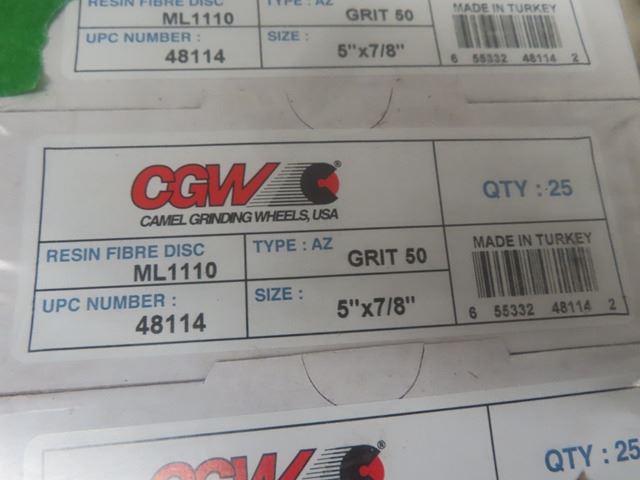 RESIN FIBRE DISC
ML1110
TYPE : AZ
GRIT 50
MADE IN TURKEY
UPC NUMBER :
48114
SIZE :
5"x7/8"
6 55332 48114 2
CGW®
CAMEL GRINDING WHEELS, USA
QTY : 25
RESIN FIBRE DISC
ML1110
TYPE : AZ
GRIT 50
MADE IN TURKEY
UPC NUMBER :
48114
SIZE :
5"x7/8"
6 55332 48114 2
CGW®
QTY : 25